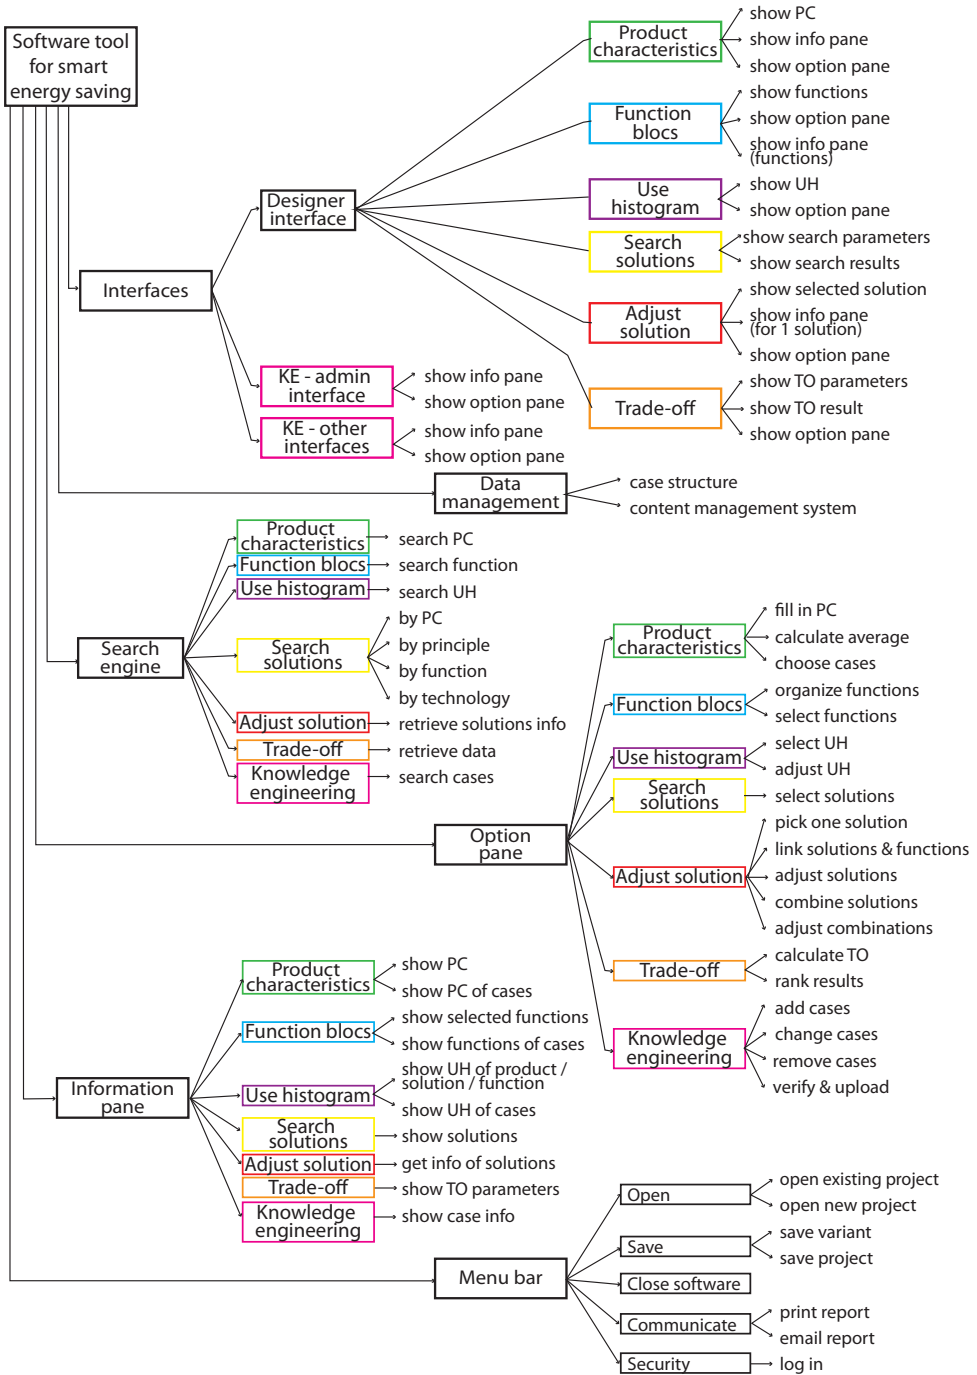 Software tool
for smart
energy saving
Interfaces
Designer
interface
Product
characteristics
show PC
show info pane
show option pane
Function
blocs
show functions
show option pane
show info pane
(functions)
Use
histogram
show UH
show option pane
Search
solutions
show search parameters
show search results
Adjust
solution
show selected solution
show info pane
(for 1 solution)
show option pane
Trade-off
show TO parameters
show TO result
show option pane
KE - admin
interface
show info pane
show option pane
KE - other
interfaces
show info pane
show option pane
Data
management
case structure
content management system
Search
engine
Product
characteristics
search PC
Function blocs
search function
Use histogram
search UH
Search
solutions
by PC
by principle
by function
by technology
Adjust solution
retrieve solutions info
Trade-off
retrieve data
Knowledge
engineering
search cases
Option
pane
Product
characteristics
fill in PC
calculate average
choose cases
Function blocs
organize functions
select functions
Use histogram
select UH
adjust UH
Search
solutions
select solutions
Adjust solution
pick one solution
link solutions & functions
adjust solutions
combine solutions
adjust combinations
Trade-off
calculate TO
rank results
Knowledge
engineering
add cases
change cases
remove cases
verify & upload
Information
pane
Product
characteristics
show PC
show PC of cases
Function blocs
show selected functions
show functions of cases
Use histogram
show UH of product /
solution / function
show UH of cases
Search
solutions
show solutions
Adjust solution
get info of solutions
Trade-off
show TO parameters
Knowledge
engineering
show case info
Menu bar
Open
open existing project
open new project
Save
save variant
save project
Close software
Communicate
print report
email report
Security
log in